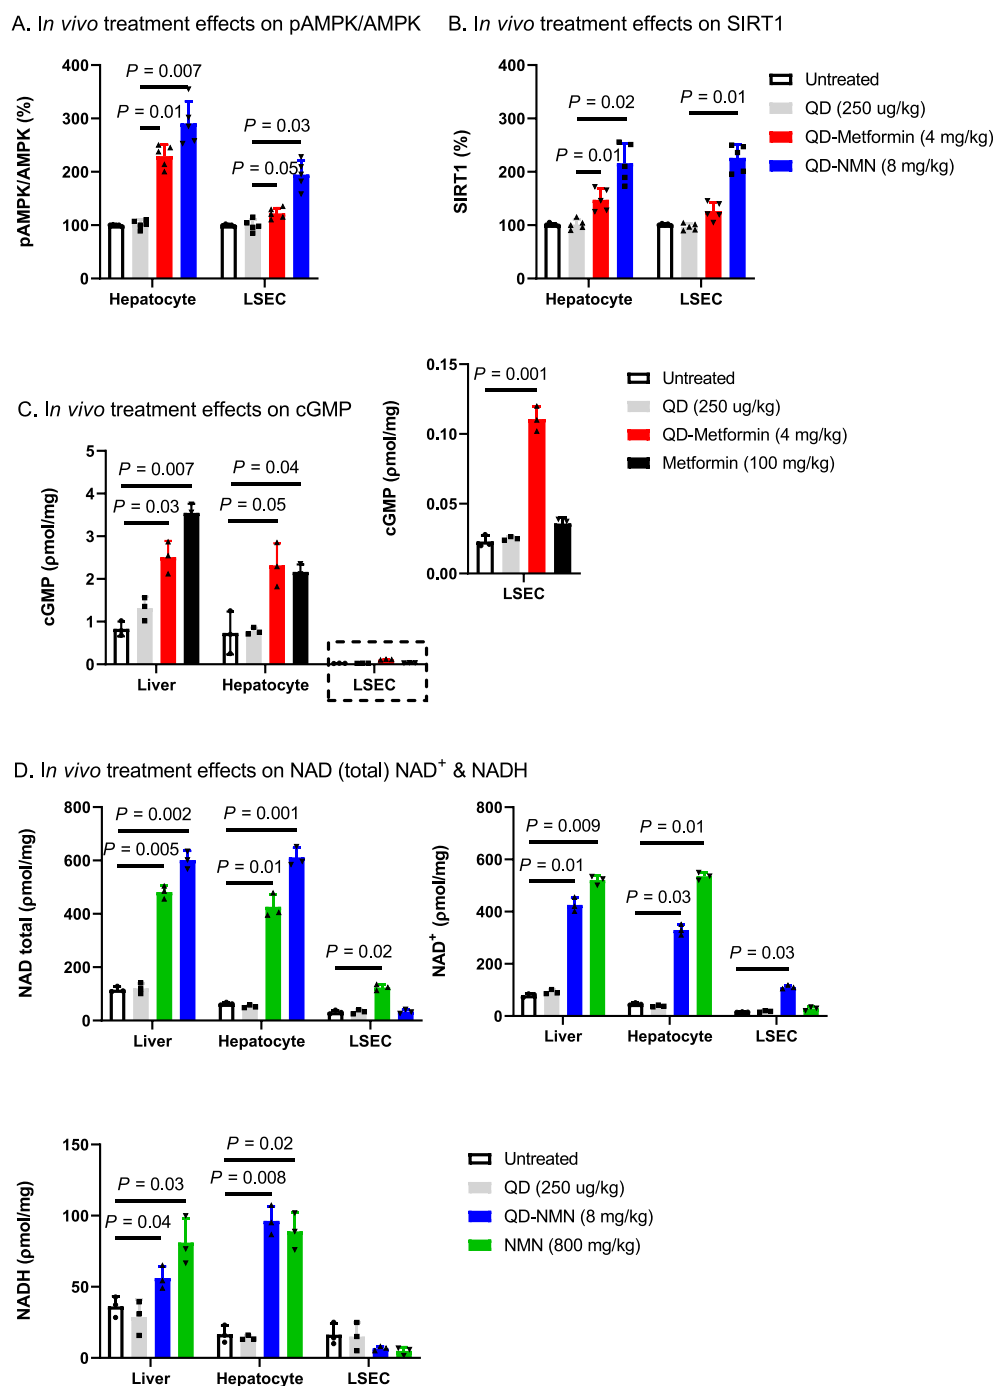 A. In vivo treatment effects on pAMPK/AMPK
B. In vivo treatment effects on SIRT1
pAMPK/AMPK (%)
400
300
200
100
0
P = 0.007
P = 0.01
P = 0.03
P = 0.05
Hepatocyte
LSEC
SIRT1 (%)
400
300
200
100
0
P = 0.02
P = 0.01
P = 0.01
Hepatocyte
LSEC
Untreated
QD (250 ug/kg)
QD-Metformin (4 mg/kg)
QD-NMN (8 mg/kg)
C. In vivo treatment effects on cGMP
cGMP (ρmol/mg)
5
4
3
2
1
0
P = 0.007
P = 0.03
P = 0.04
P = 0.05
Liver
Hepatocyte
LSEC
cGMP (ρmol/mg)
0.15
0.10
0.05
0.00
P = 0.001
LSEC
Untreated
QD (250 ug/kg)
QD-Metformin (4 mg/kg)
Metformin (100 mg/kg)
D. In vivo treatment effects on NAD (total) NAD⁺ & NADH
NAD total (ρmol/mg)
800
600
400
200
0
P = 0.002
P = 0.005
P = 0.001
P = 0.01
P = 0.02
Liver
Hepatocyte
LSEC
NAD⁺ (ρmol/mg)
800
600
400
200
0
P = 0.009
P = 0.01
P = 0.01
P = 0.03
P = 0.03
Liver
Hepatocyte
LSEC
NADH (ρmol/mg)
150
100
50
0
P = 0.03
P = 0.04
P = 0.02
P = 0.008
Liver
Hepatocyte
LSEC
Untreated
QD (250 ug/kg)
QD-NMN (8 mg/kg)
NMN (800 mg/kg)